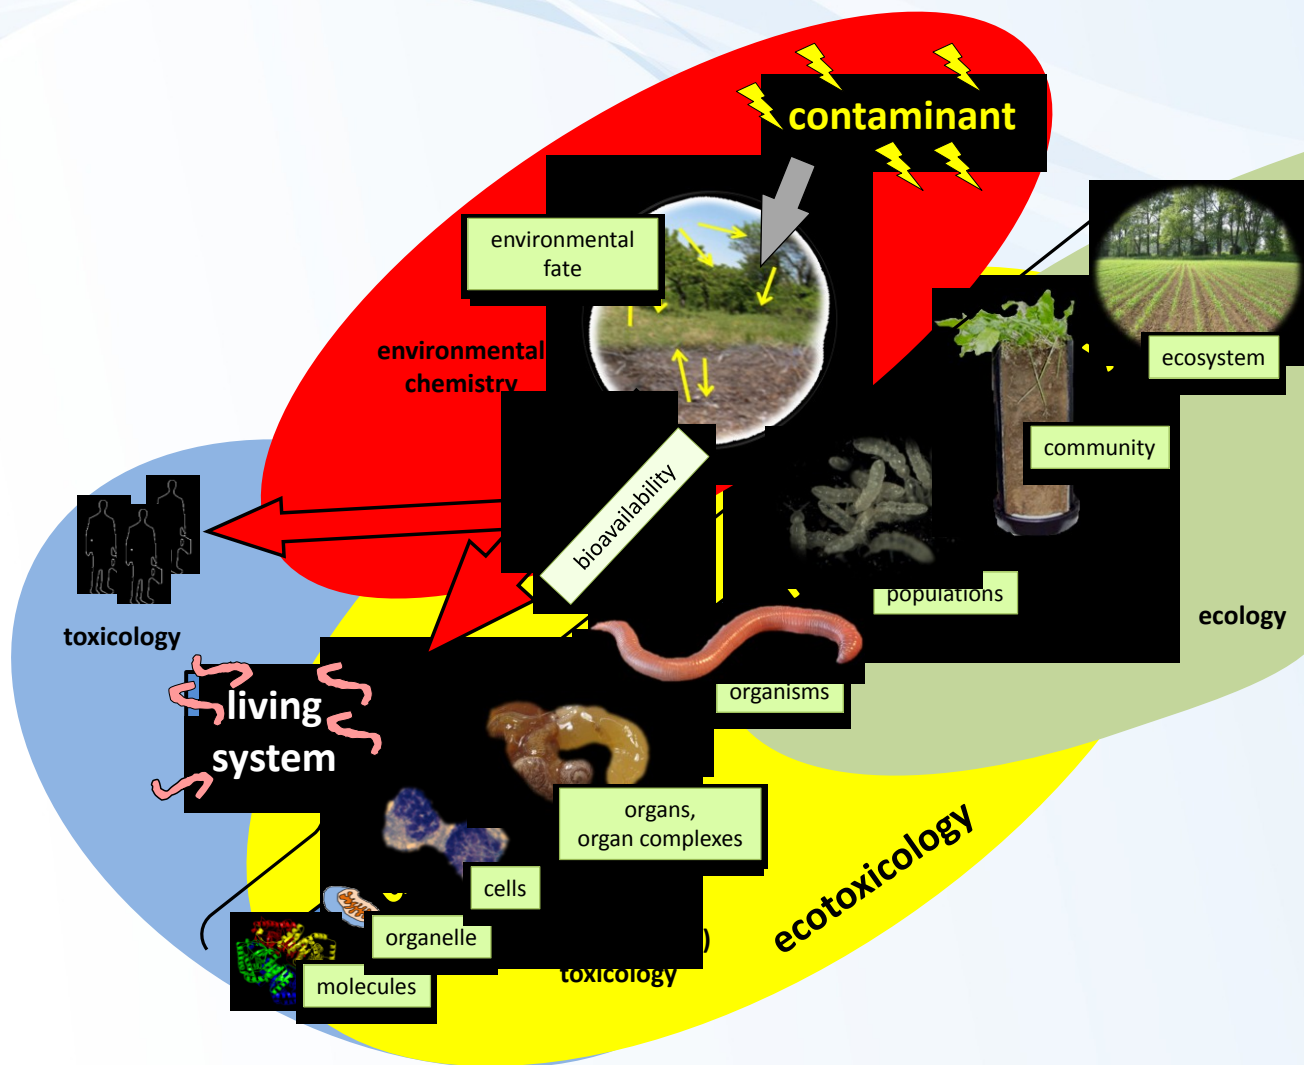 contaminant
environmental
fate
environmental
chemistry
ecosystem
community
bioavailability
populations
ecology
toxicology
organisms
living
system
organs,
organ complexes
cells
ecotoxicology
organelle
)
toxicology
molecules